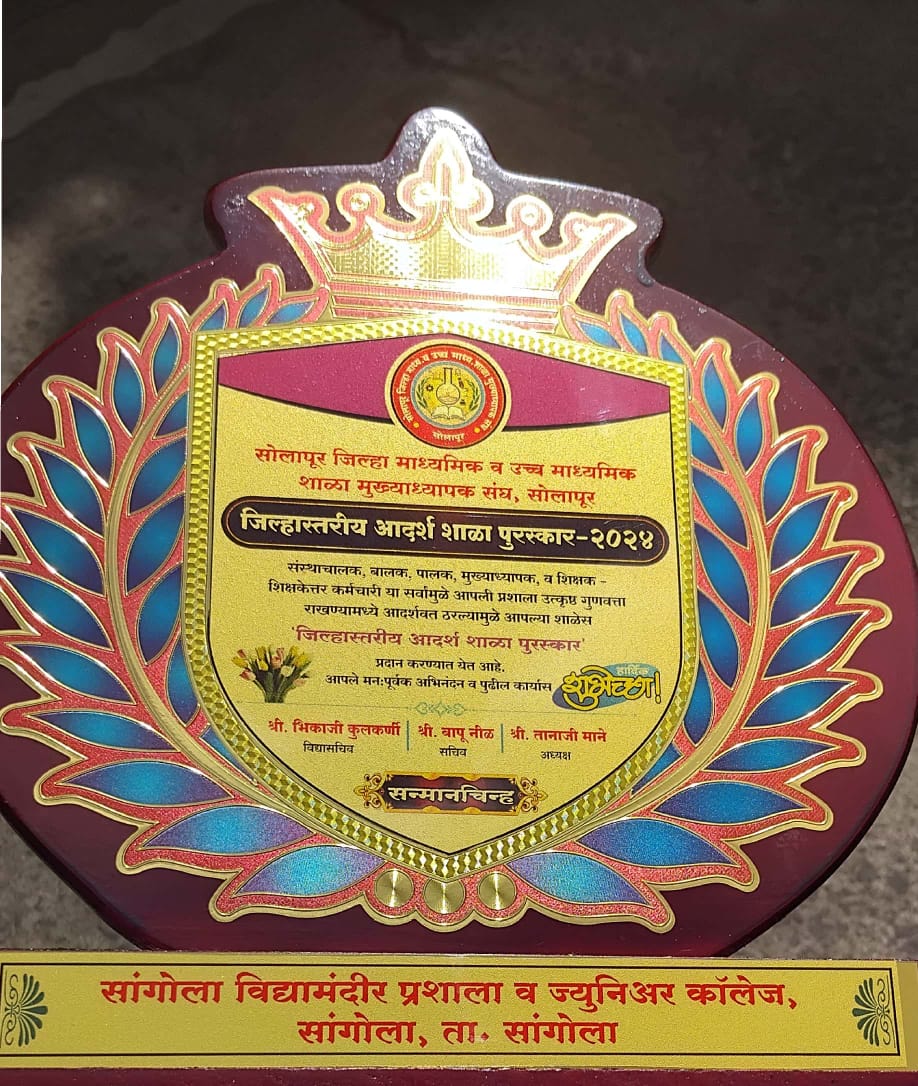 सोलापूर
सोलापूर जिल्हा माध्यमिक व उच्च माध्यमिक
शाळा मुख्याध्यापक संघ, सोलापूर
जिल्हास्तरीय आदर्श शाळा पुरस्कार-२०२४
संस्थाचालक, बालक, पालक, मुख्याध्यापक, व शिक्षक -
शिक्षकेत्तर कर्मचारी या सर्वामुळे आपली प्रशाला उत्कृष्ठ गुणवत्ता
राखण्यामध्ये आदर्शवत ठरल्यामुळे आपल्या शाळेस
'जिल्हास्तरीय आदर्श शाळा पुरस्कार'
प्रदान करण्यात येत आहे.
आपले मन:पूर्वक अभिनंदन व पुढील कार्यास हार्दिक शुभेच्छा!
श्री. भिकाजी कुलकर्णी श्री. बापू नीळ श्री. तानाजी माने
विद्यासचिव सचिव अध्यक्ष
सन्मानचिन्ह
सांगोला विद्यामंदीर प्रशाला व ज्युनिअर कॉलेज,
सांगोला, ता. सांगोला